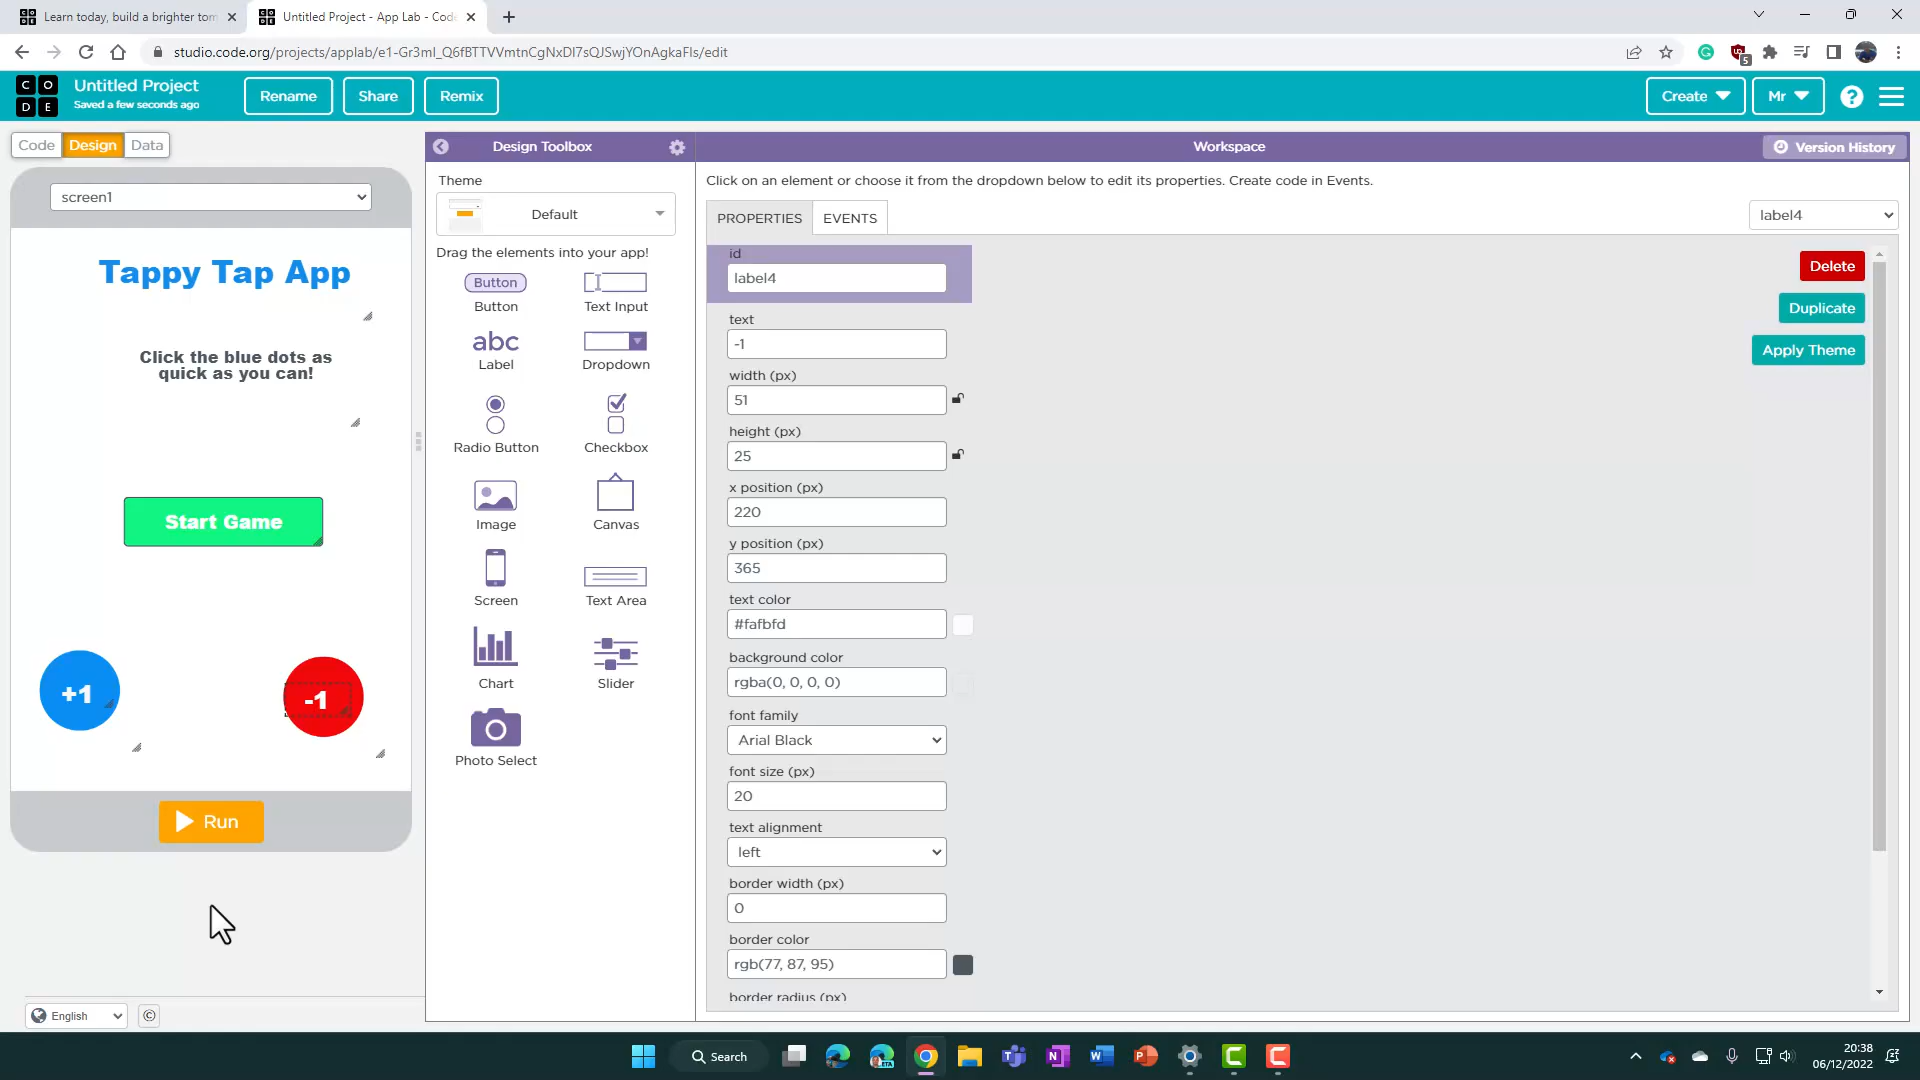 Learn today, build a brighter tom
Untitled Project - App Lab - Code
studio.code.org/projects/applab/e1-Gr3ml_Q6fBTTVVmtnCgNxDl7sQJSwjYOnAgkaFIs/edit
5
C O
D E
Untitled Project
Saved a few seconds ago
Rename
Share
Remix
Create
Mr
?
Code
Design
Data
Design Toolbox
Workspace
Version History
screen1
Tappy Tap App
Click the blue dots as
quick as you can!
Start Game
+1
-1
Run
English
©
Theme
Default
Drag the elements into your app!
Button
Button
Text Input
abc
Label
Dropdown
Radio Button
Checkbox
Image
Canvas
Screen
Text Area
Chart
Slider
Photo Select
Click on an element or choose it from the dropdown below to edit its properties. Create code in Events.
PROPERTIES
EVENTS
label4
id
label4
text
-1
width (px)
51
height (px)
25
x position (px)
220
y position (px)
365
text color
#fafbfd
background color
rgba(0, 0, 0, 0)
font family
Arial Black
font size (px)
20
text alignment
left
border width (px)
0
border color
rgb(77, 87, 95)
border radius (px)
Delete
Duplicate
Apply Theme
Search
20:38
06/12/2022